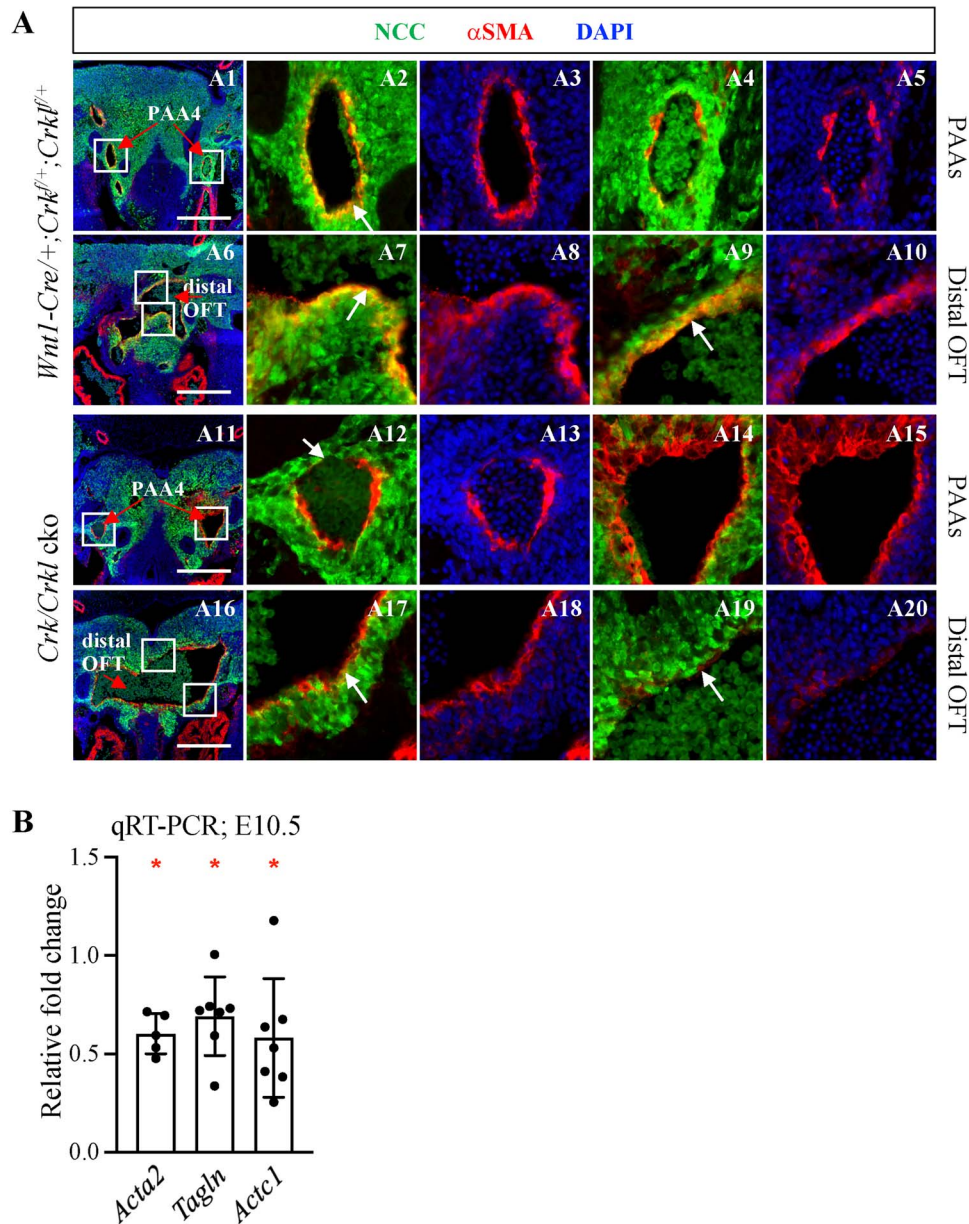 A
NCC αSMA DAPI
Wnt1-Cre/+;Crk^f/+;Crkl^f/+
A1 A2 A3 A4 A5
PAA4
PAAs
A6 A7 A8 A9 A10
distal
OFT
Distal OFT
Crk/Crkl cko
A11 A12 A13 A14 A15
PAA4
PAAs
A16 A17 A18 A19 A20
distal
OFT
Distal OFT
B
qRT-PCR; E10.5
* * *
Relative fold change
1.5
1.0
0.5
0.0
Acta2 Tagln Actc1